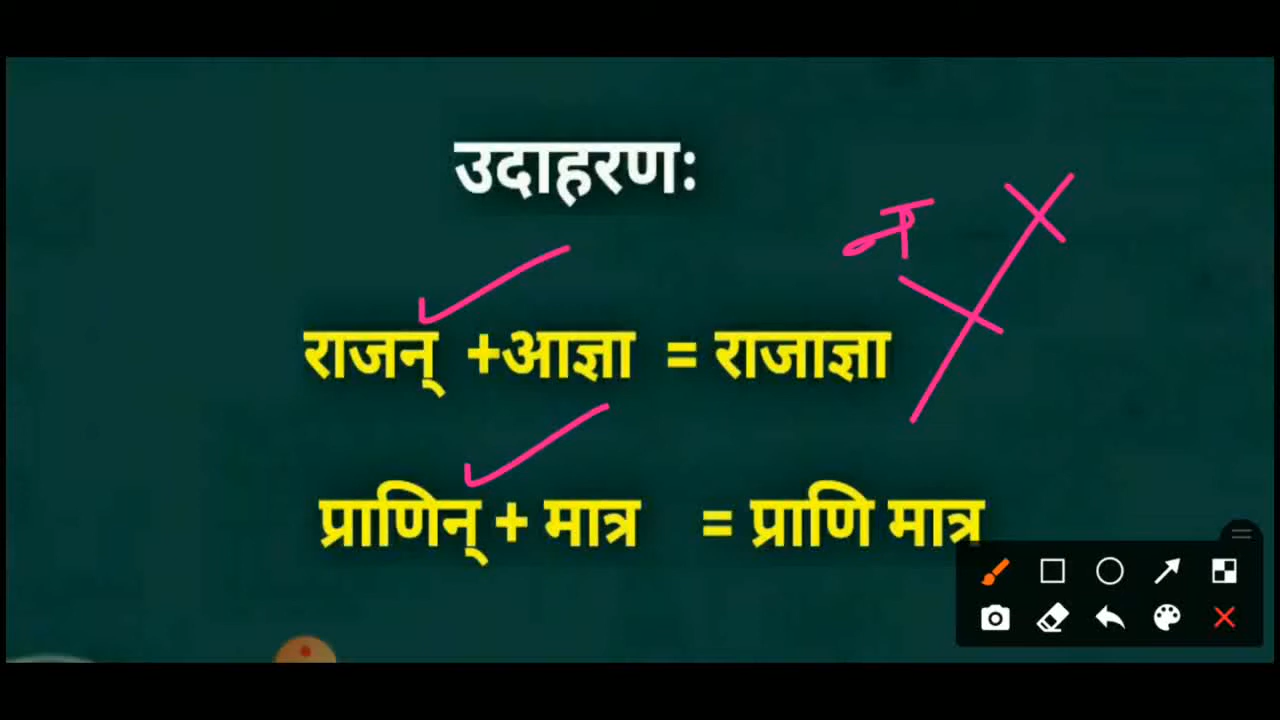 उदाहरणः
न्
राजन् +आज्ञा = राजाज्ञा
प्राणिन् + मात्र = प्राणि मात्र